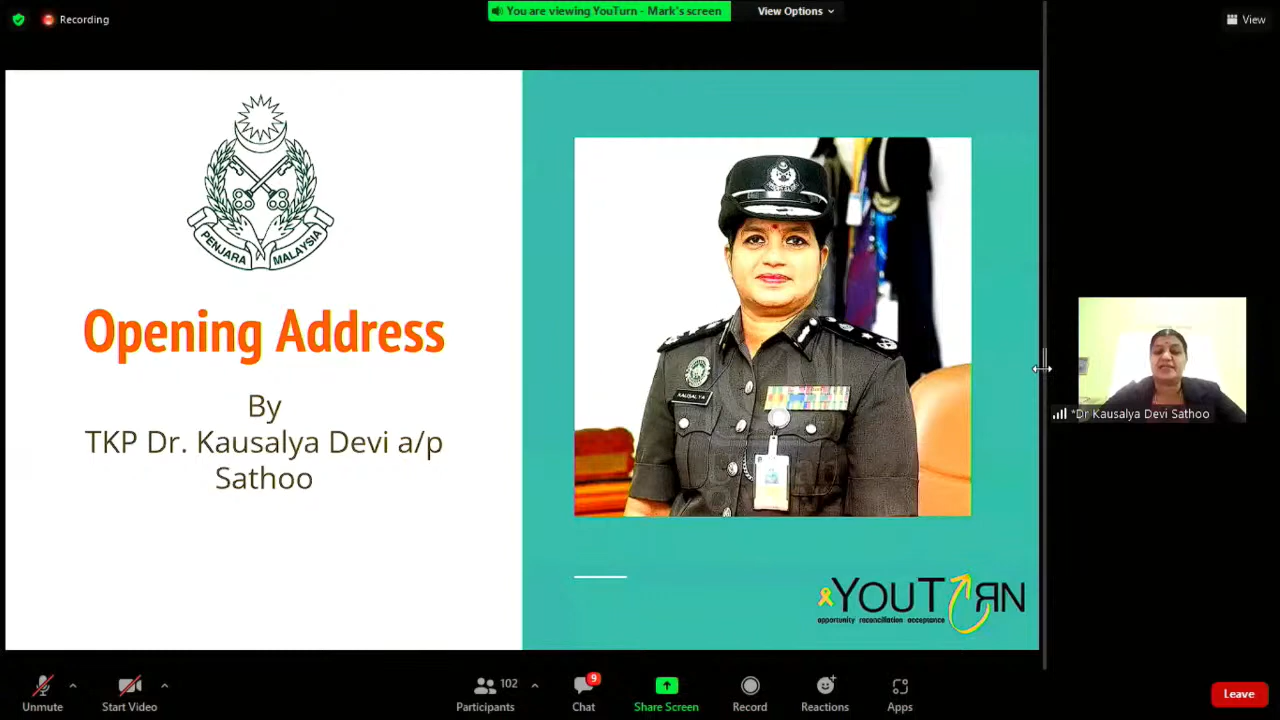 Recording
You are viewing YouTurn - Mark's screen
View Options
View
PENJARA MALAYSIA
Opening Address
By
TKP Dr. Kausalya Devi a/p
Sathoo
KAUSALYA
YOUTURN
opportunity reconciliation acceptance
*Dr Kausalya Devi Sathoo
Unmute
Start Video
102
Participants
9
Chat
Share Screen
Record
Reactions
Apps
Leave